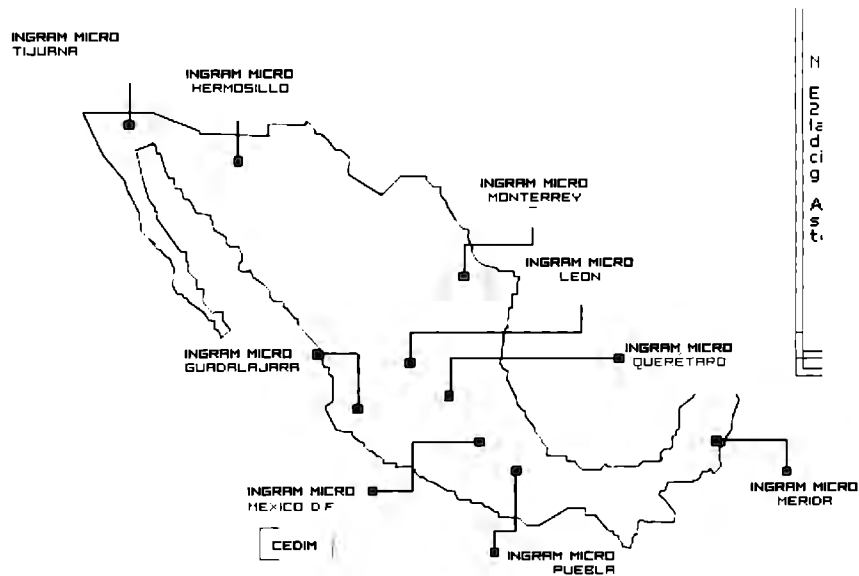 INGRAM MICRO
TIJUANA
INGRAM MICRO
HERMOSILLO
INGRAM MICRO
MONTERREY
INGRAM MICRO
LEON
INGRAM MICRO
GUADALAJARA
INGRAM MICRO
QUERÉTARO
INGRAM MICRO
MEXICO D F
CEDIM
INGRAM MICRO
MERIDA
INGRAM MICRO
PUEBLA